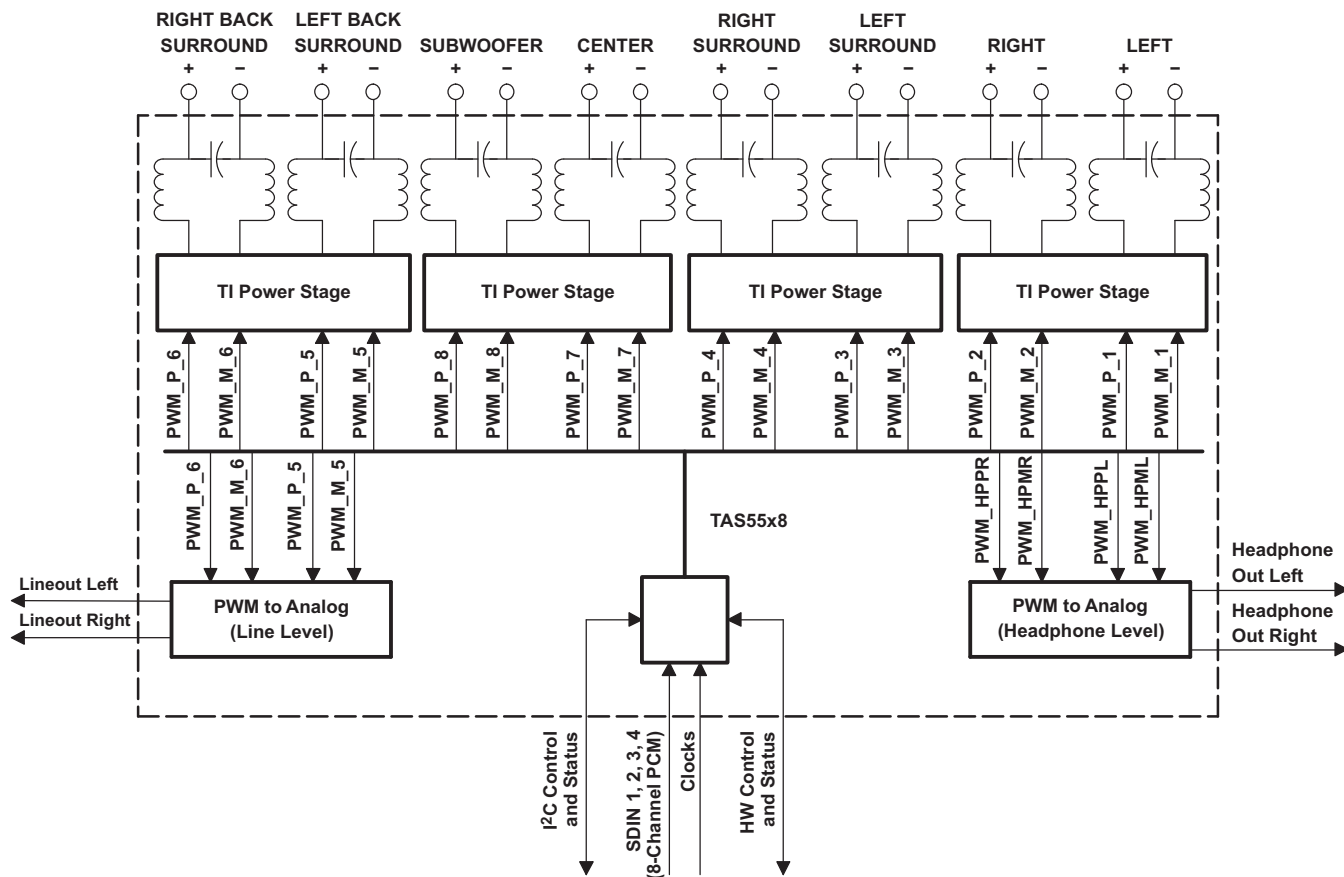 RIGHT BACK
SURROUND
LEFT BACK
SURROUND
SUBWOOFER
CENTER
RIGHT
SURROUND
LEFT
SURROUND
RIGHT
LEFT
+ – + – + – + – + – + – + – + –
TI Power Stage
TI Power Stage
TI Power Stage
TI Power Stage
PWM_P_6
PWM_M_6
PWM_P_5
PWM_M_5
PWM_P_8
PWM_M_8
PWM_P_7
PWM_M_7
PWM_P_4
PWM_M_4
PWM_P_3
PWM_M_3
PWM_P_2
PWM_M_2
PWM_P_1
PWM_M_1
PWM_P_6
PWM_M_6
PWM_P_5
PWM_M_5
TAS55x8
PWM_HPPR
PWM_HPMR
PWM_HPPL
PWM_HPML
Lineout Left
Lineout Right
PWM to Analog
(Line Level)
PWM to Analog
(Headphone Level)
Headphone
Out Left
Headphone
Out Right
I2C Control
and Status
SDIN 1, 2, 3, 4
(8-Channel PCM)
Clocks
HW Control
and Status